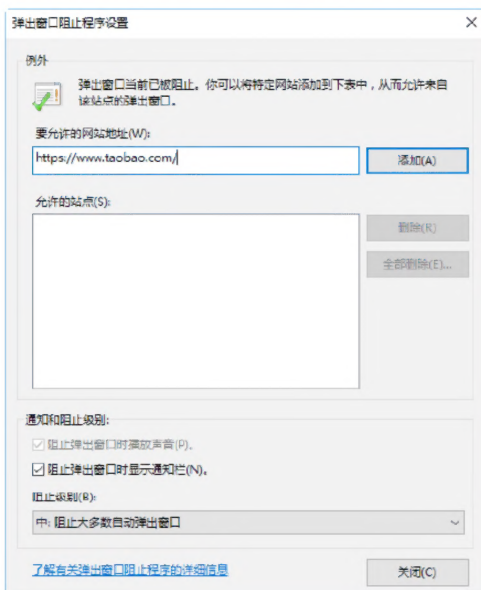 弹出窗口阻止程序设置
例外
弹出窗口当前已被阻止。你可以将特定网站添加到下表中，从而允许来自
该站点的弹出窗口。
要允许的网站地址(W):
https://www.taobao.com/
添加(A)
允许的站点(S):
删除(R)
全部删除(E)...
通知和阻止级别:
阻止弹出窗口时播放声音(P)。
阻止弹出窗口时显示通知栏(N)。
阻止级别(B):
中: 阻止大多数自动弹出窗口
了解有关弹出窗口阻止程序的详细信息
关闭(C)